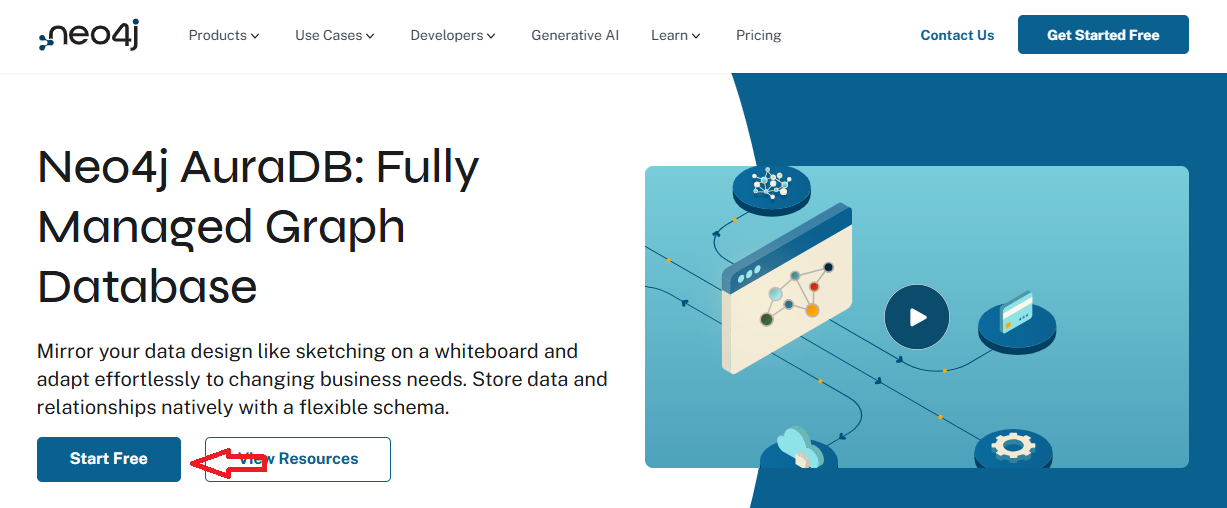 neo4j
Products
Use Cases
Developers
Generative AI
Learn
Pricing
Contact Us
Get Started Free
Neo4j AuraDB: Fully
Managed Graph
Database
Mirror your data design like sketching on a whiteboard and
adapt effortlessly to changing business needs. Store data and
relationships natively with a flexible schema.
Start Free
View Resources